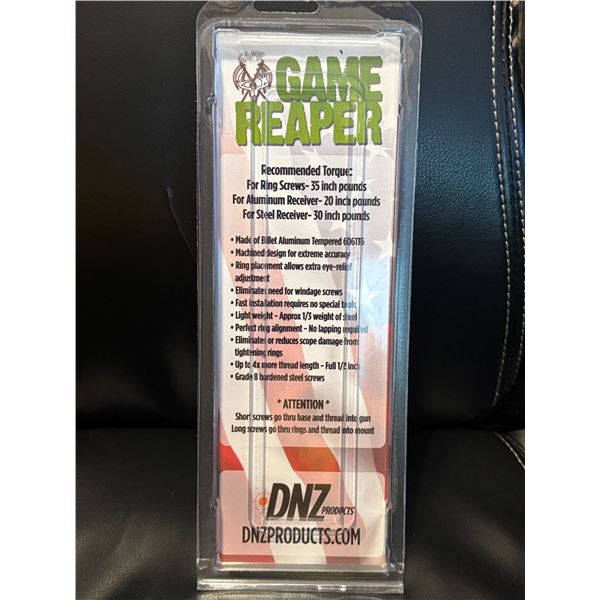 GAME
REAPER
Recommended Torque:
For Ring Screws- 35 inch pounds
For Aluminum Receiver- 20 inch pounds
For Steel Receiver- 30 inch pounds
• Made of Billet Aluminum Tempered 6061T6
• Machined design for extreme accuracy
• Ring placement allows extra eye-relief
adjustment
• Eliminates need for windage screws
• Fast installation requires no special tools
• Light weight - Approx 1/3 weight of steel
• Perfect ring alignment - No lapping required
• Eliminates or reduces scope damage from
tightening rings
• Up to 4x more thread length - Full 1/2 inch
• Grade 8 hardened steel screws
* ATTENTION *
Short screws go thru base and thread into gun
Long screws go thru rings and thread into mount
DNZ PRODUCTS
DNZPRODUCTS.COM